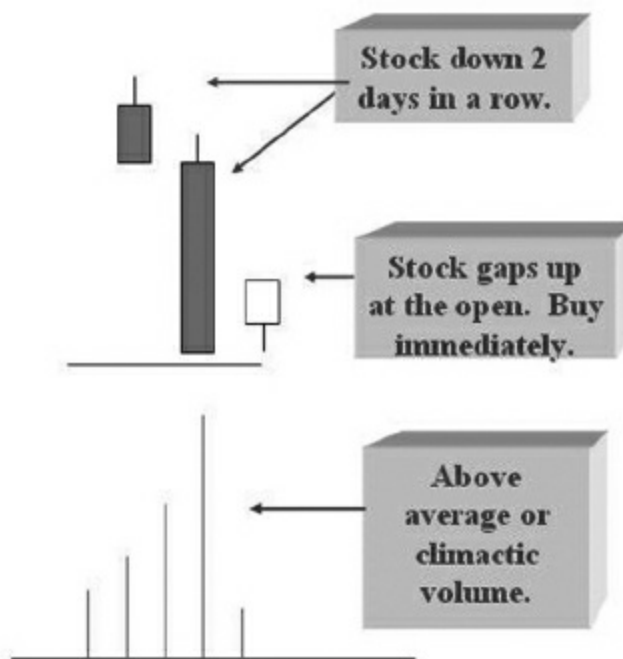 Stock down 2
days in a row.
Stock gaps up
at the open. Buy
immediately.
Above
average or
climactic
volume.